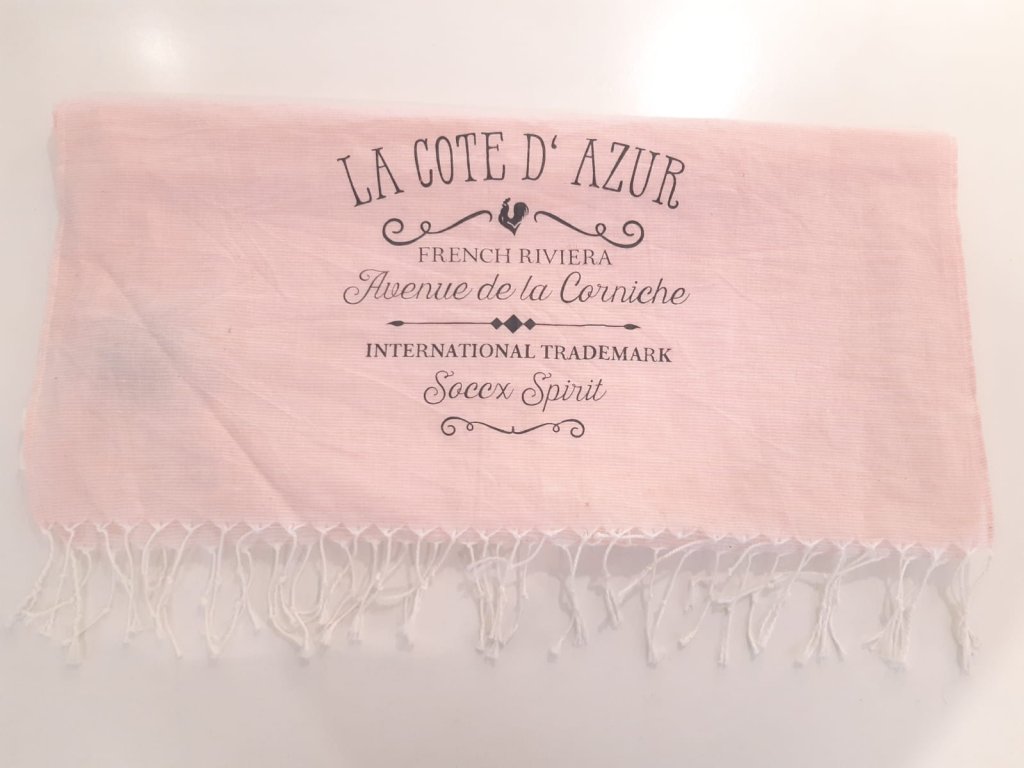 LA COTE D‘ AZUR
FRENCH RIVIERA
Avenue de la Corniche
INTERNATIONAL TRADEMARK
Soccx Spirit